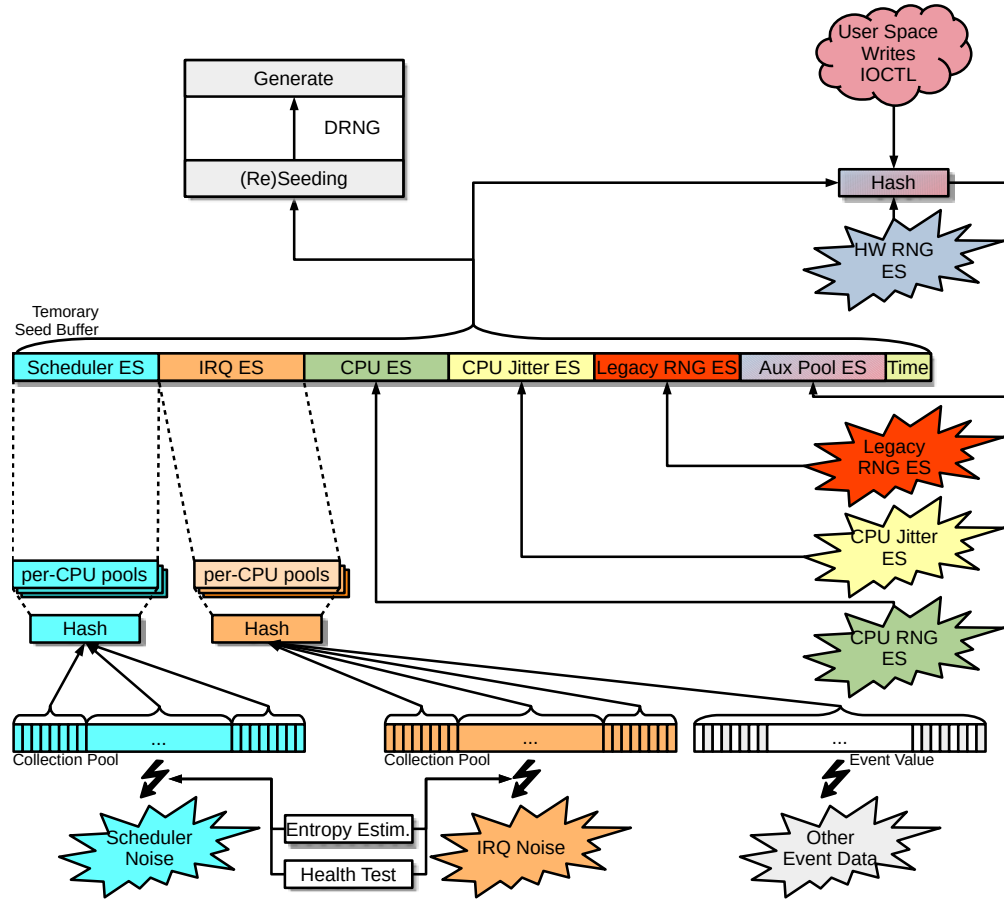 User Space
Writes
IOCTL
Generate
DRNG
(Re)Seeding
Hash
HW RNG
ES
Temorary
Seed Buffer
Scheduler ES
IRQ ES
CPU ES
CPU Jitter ES
Legacy RNG ES
Aux Pool ES
Time
Legacy
RNG ES
CPU Jitter
ES
per-CPU pools
per-CPU pools
Hash
Hash
CPU RNG
ES
...
...
...
Collection Pool
Collection Pool
Event Value
Scheduler
Noise
Entropy Estim.
Health Test
IRQ Noise
Other
Event Data